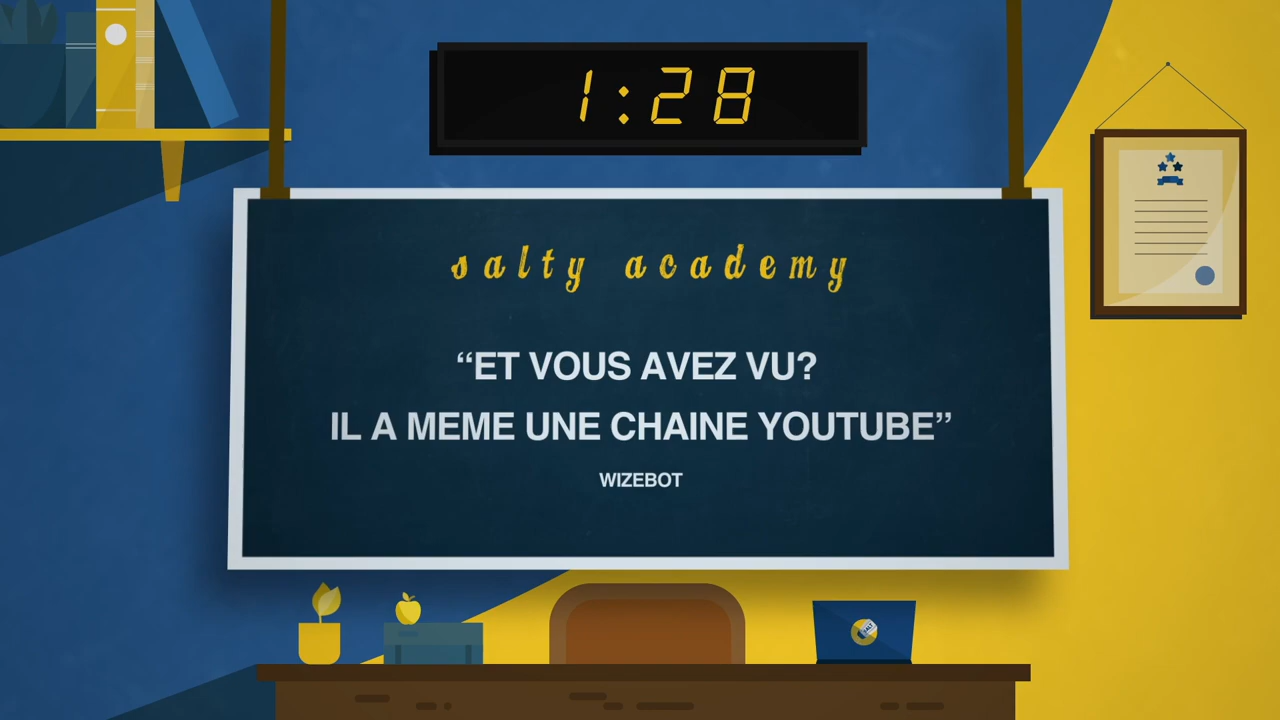 1:28
salty academy
“ET VOUS AVEZ VU?
IL A MEME UNE CHAINE YOUTUBE”
WIZEBOT